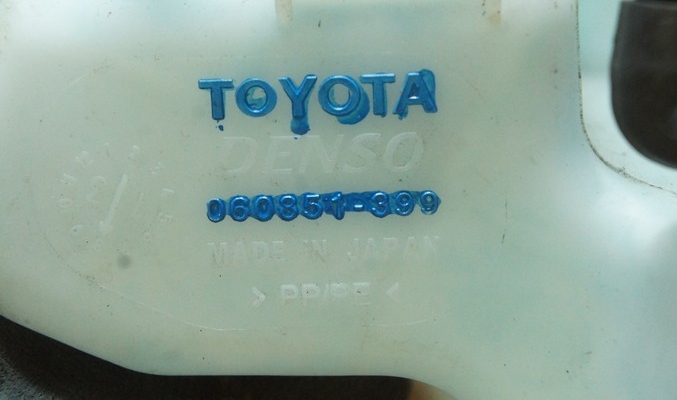 TOYOTA
DENSO
060851-399
MADE IN JAPAN
> PP/PE <